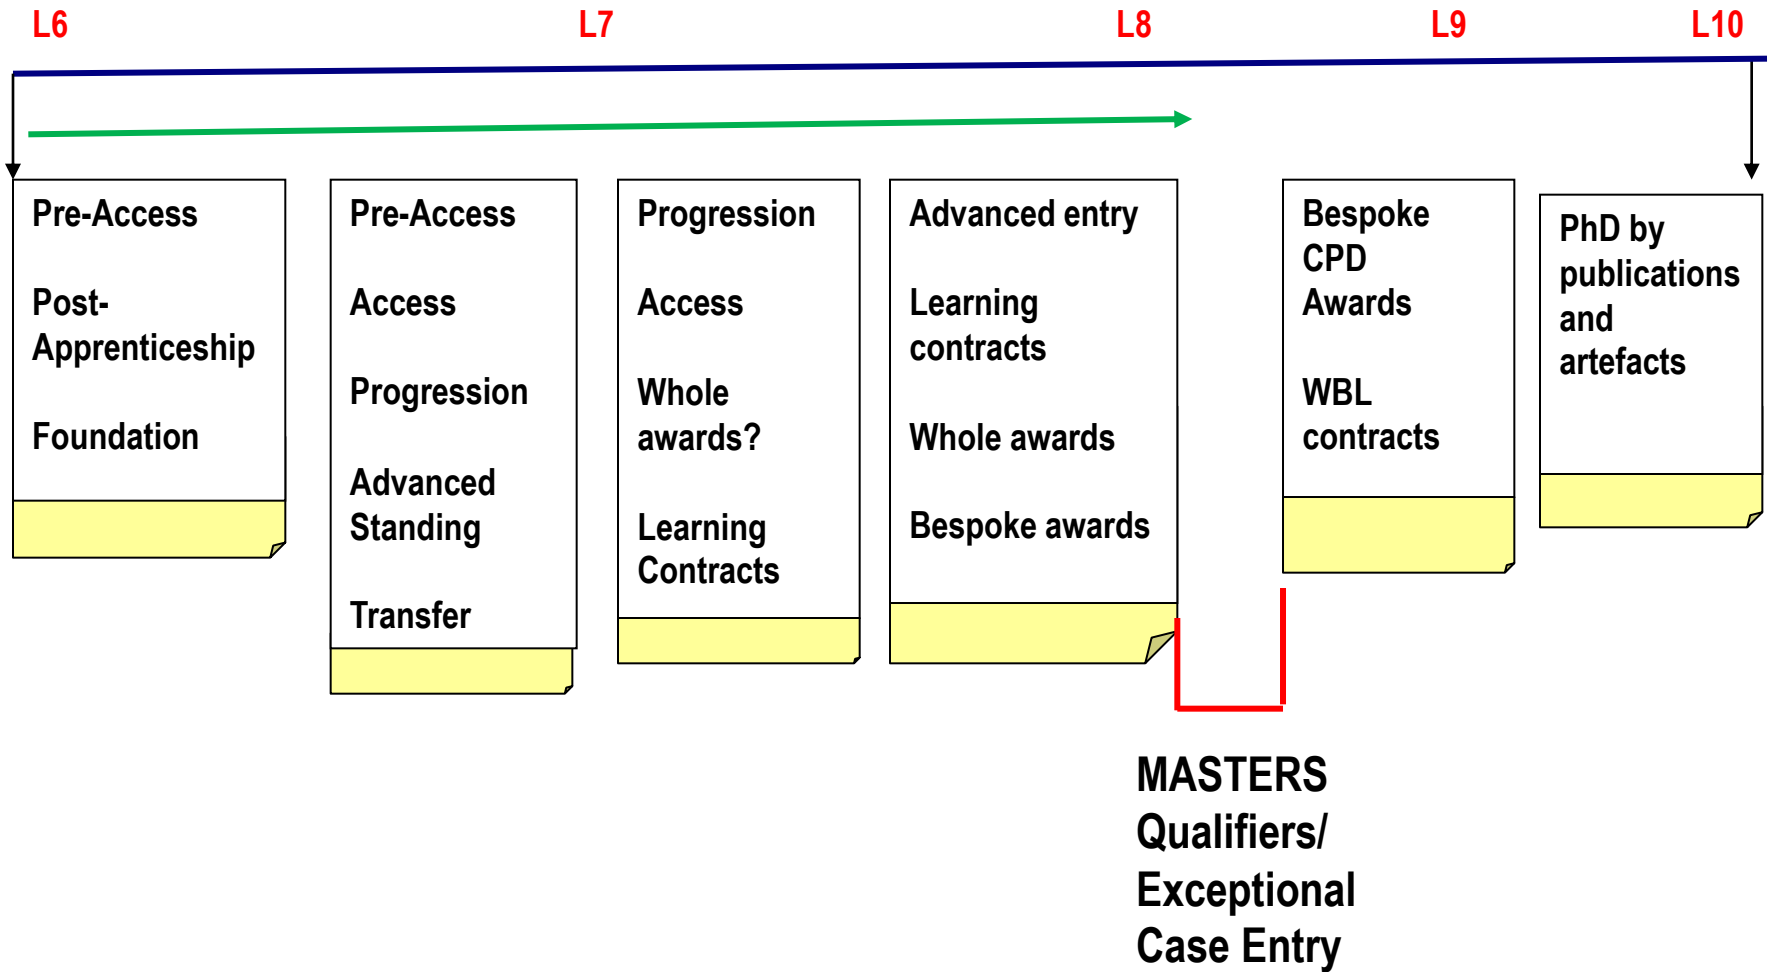 L6 L7 L8 L9 L10
Pre-Access
Post-
Apprenticeship
Foundation
Pre-Access
Access
Progression
Advanced
Standing
Transfer
Progression
Access
Whole
awards?
Learning
Contracts
Advanced entry
Learning
contracts
Whole awards
Bespoke awards
Bespoke
CPD
Awards
WBL
contracts
PhD by
publications
and
artefacts
MASTERS
Qualifiers/
Exceptional
Case Entry